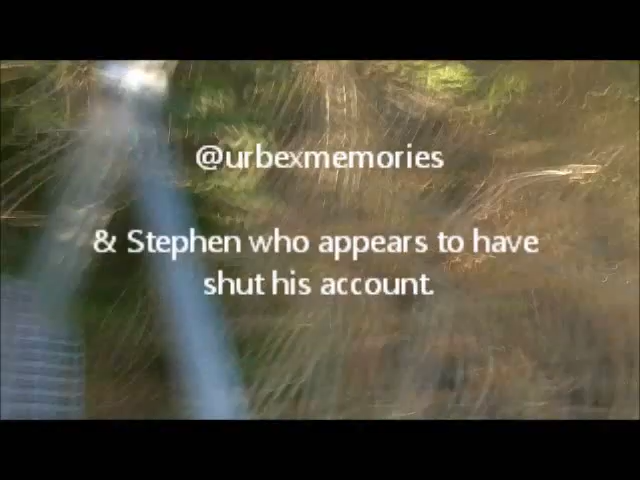 @urbexmemories
& Stephen who appears to have
shut his account.